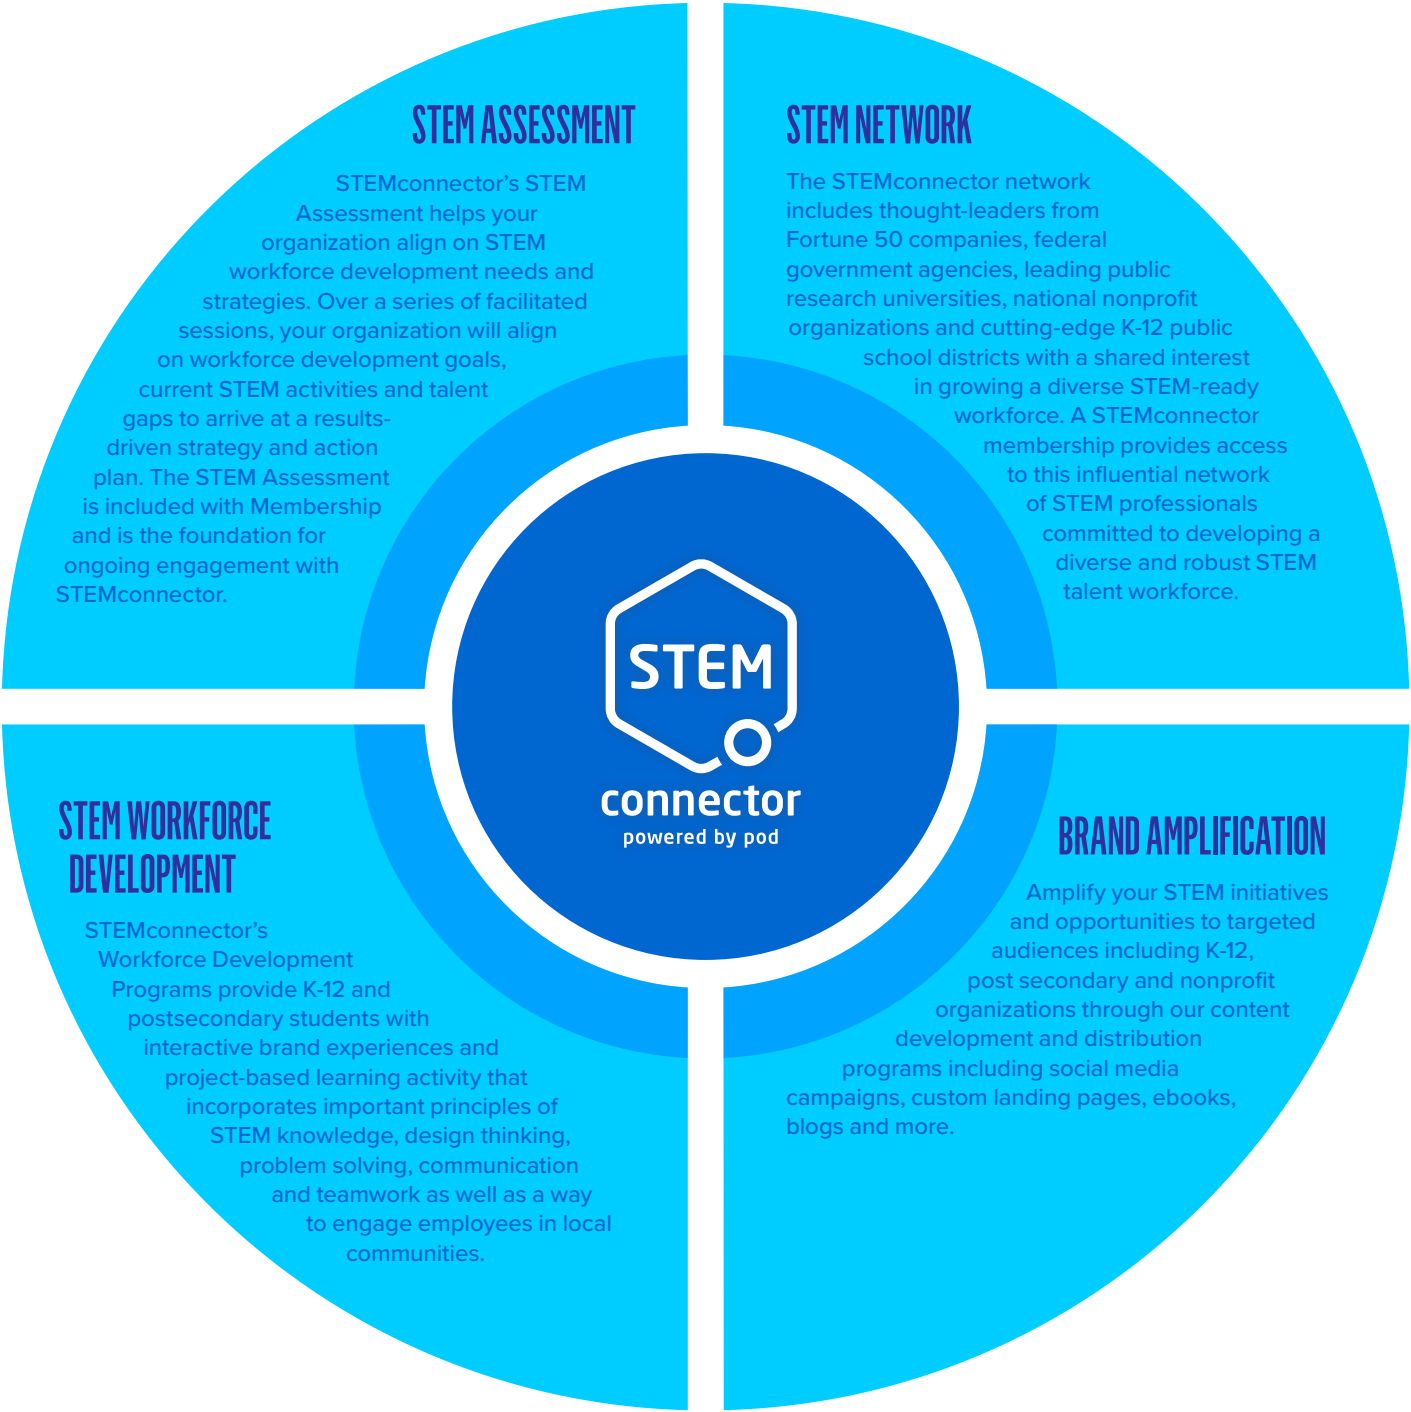 STEM ASSESSMENT
STEMconnector’s STEM
Assessment helps your
organization align on STEM
workforce development needs and
strategies. Over a series of facilitated
sessions, your organization will align
on workforce development goals,
current STEM activities and talent
gaps to arrive at a results-
driven strategy and action
plan. The STEM Assessment
is included with Membership
and is the foundation for
ongoing engagement with
STEMconnector.
STEM NETWORK
The STEMconnector network
includes thought-leaders from
Fortune 50 companies, federal
government agencies, leading public
research universities, national nonprofit
organizations and cutting-edge K-12 public
school districts with a shared interest
in growing a diverse STEM-ready
workforce. A STEMconnector
membership provides access
to this influential network
of STEM professionals
committed to developing a
diverse and robust STEM
talent workforce.
STEM
connector
powered by pod
STEM WORKFORCE
DEVELOPMENT
STEMconnector’s
Workforce Development
Programs provide K-12 and
postsecondary students with
interactive brand experiences and
project-based learning activity that
incorporates important principles of
STEM knowledge, design thinking,
problem solving, communication
and teamwork as well as a way
to engage employees in local
communities.
BRAND AMPLIFICATION
Amplify your STEM initiatives
and opportunities to targeted
audiences including K-12,
post secondary and nonprofit
organizations through our content
development and distribution
programs including social media
campaigns, custom landing pages, ebooks,
blogs and more.